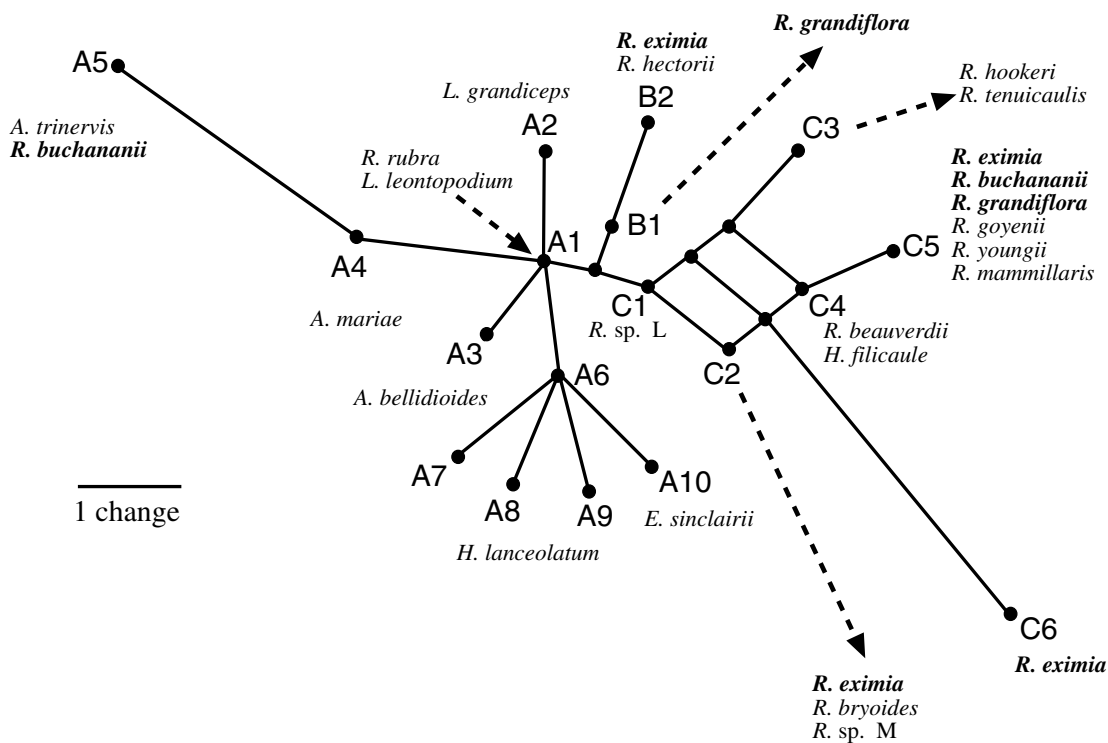 R. grandiflora
R. eximia
R. hectorii
B2
A5
R. hookeri
R. tenuicaulis
L. grandiceps
A2
C3
A. trinervis
R. buchananii
R. rubra
L. leontopodium
R. eximia
R. buchananii
R. grandiflora
R. goyenii
R. youngii
R. mammillaris
B1
A1
C5
A4
C1
C4
R. sp. L
A. mariae
A3
R. beauverdii
H. filicaule
C2
A6
A. bellidioides
A7
A8
A9
A10
1 change
E. sinclairii
H. lanceolatum
C6
R. eximia
R. eximia
R. bryoides
R. sp. M